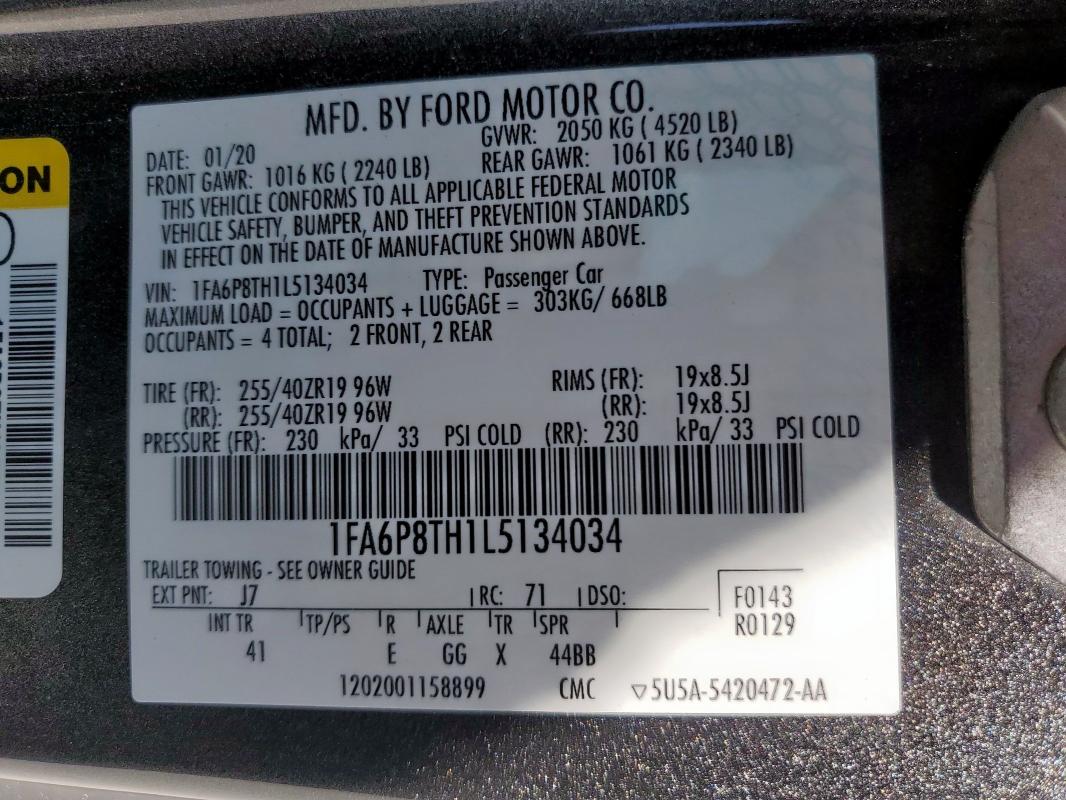 ON
MFD. BY FORD MOTOR CO.
DATE: 01/20 GVWR: 2050 KG ( 4520 LB)
FRONT GAWR: 1016 KG ( 2240 LB) REAR GAWR: 1061 KG ( 2340 LB)
THIS VEHICLE CONFORMS TO ALL APPLICABLE FEDERAL MOTOR
VEHICLE SAFETY, BUMPER, AND THEFT PREVENTION STANDARDS
IN EFFECT ON THE DATE OF MANUFACTURE SHOWN ABOVE.
VIN: 1FA6P8TH1L5134034 TYPE: Passenger Car
MAXIMUM LOAD = OCCUPANTS + LUGGAGE = 303KG/ 668LB
OCCUPANTS = 4 TOTAL; 2 FRONT, 2 REAR
TIRE (FR): 255/40ZR19 96W RIMS (FR): 19x8.5J
(RR): 255/40ZR19 96W (RR): 19x8.5J
PRESSURE (FR): 230 kPa/ 33 PSI COLD (RR): 230 kPa/ 33 PSI COLD
1FA6P8TH1L5134034
TRAILER TOWING - SEE OWNER GUIDE
EXT PNT: J7 RC: 71 DSO: F0143
INT TR TP/PS R AXLE TR SPR R0129
41 E GG X 44BB
1202001158899 CMC ▽5U5A-5420472-AA